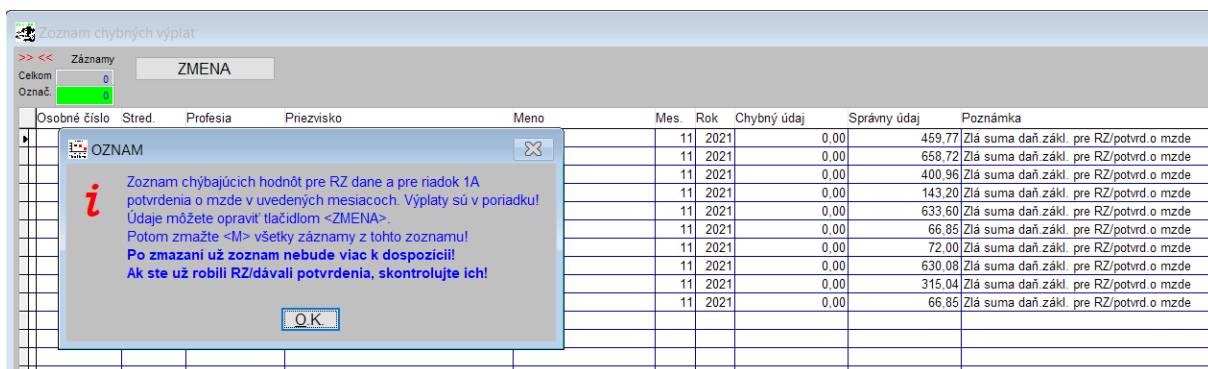 Zoznam chybných výplat
>> << Záznamy
Celkom 0
Označ. 0
ZMENA
Osobné číslo Stred. Profesia Priezvisko Meno Mes. Rok Chybný údaj Správny údaj Poznámka
11 2021 0,00 459,77 Zlá suma daň.zákl. pre RZ/potvrd.o mzde
11 2021 0,00 658,72 Zlá suma daň.zákl. pre RZ/potvrd.o mzde
11 2021 0,00 400,96 Zlá suma daň.zákl. pre RZ/potvrd.o mzde
11 2021 0,00 143,20 Zlá suma daň.zákl. pre RZ/potvrd.o mzde
11 2021 0,00 633,60 Zlá suma daň.zákl. pre RZ/potvrd.o mzde
11 2021 0,00 66,85 Zlá suma daň.zákl. pre RZ/potvrd.o mzde
11 2021 0,00 72,00 Zlá suma daň.zákl. pre RZ/potvrd.o mzde
11 2021 0,00 630,08 Zlá suma daň.zákl. pre RZ/potvrd.o mzde
11 2021 0,00 315,04 Zlá suma daň.zákl. pre RZ/potvrd.o mzde
11 2021 0,00 66,85 Zlá suma daň.zákl. pre RZ/potvrd.o mzde
OZNAM
Zoznam chýbajúcich hodnôt pre RZ dane a pre riadok 1A
potvrdenia o mzde v uvedených mesiacoch. Výplaty sú v poriadku!
Údaje môžete opraviť tlačidlom <ZMENA>.
Potom zmažte <M> všetky záznamy z tohto zoznamu!
Po zmazaní už zoznam nebude viac k dospozícii!
Ak ste už robili RZ/dávali potvrdenia, skontrolujte ich!
O.K.